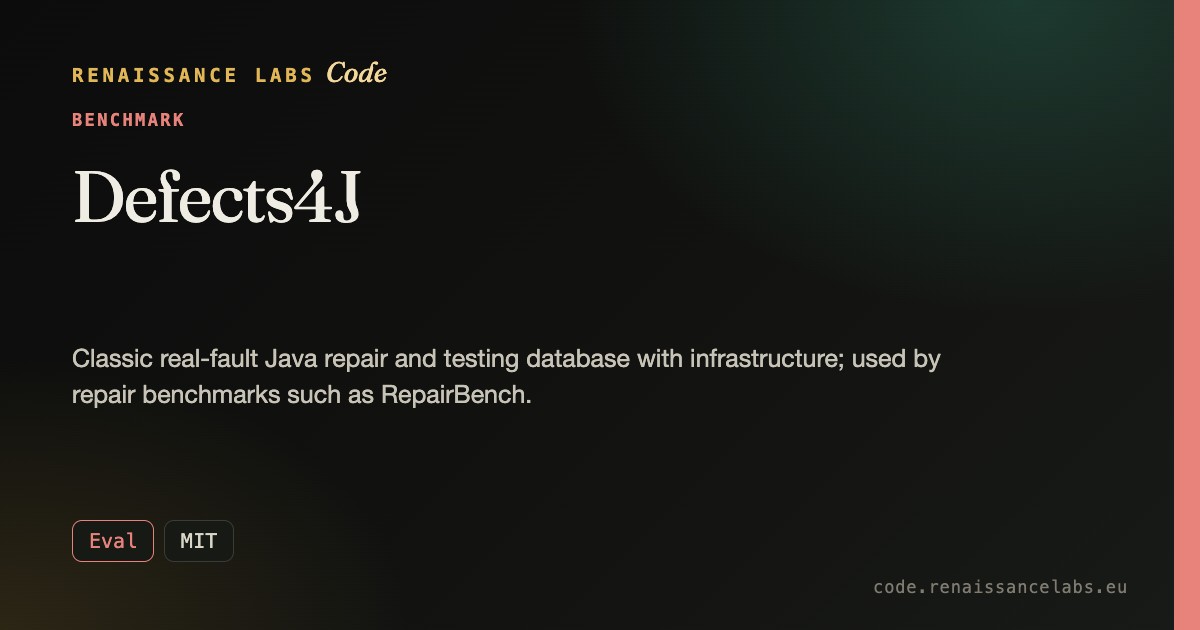 RENAISSANCE LABS Code
BENCHMARK
Defects4J
Classic real-fault Java repair and testing database with infrastructure; used by
repair benchmarks such as RepairBench.
Eval MIT
code.renaissancelabs.eu